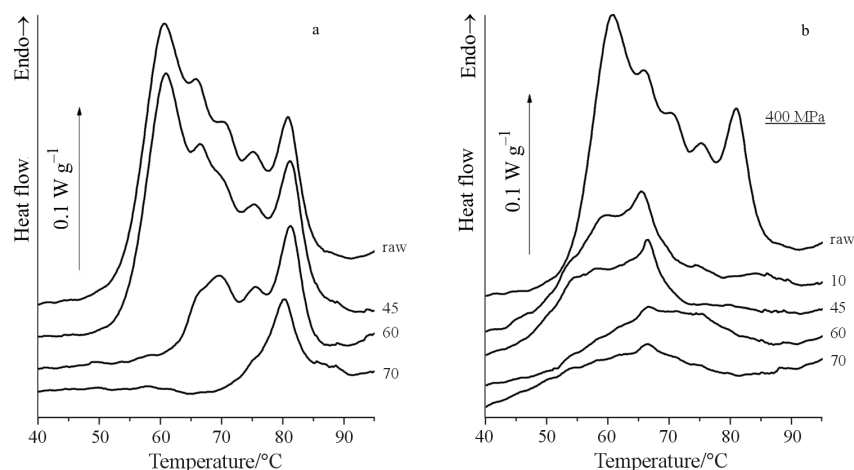 a
Endo→
Heat flow
0.1 W g⁻¹
raw
45
60
70
40 50 60 70 80 90
Temperature/°C
b
Endo→
Heat flow
0.1 W g⁻¹
400 MPa
raw
10
45
60
70
40 50 60 70 80 90
Temperature/°C